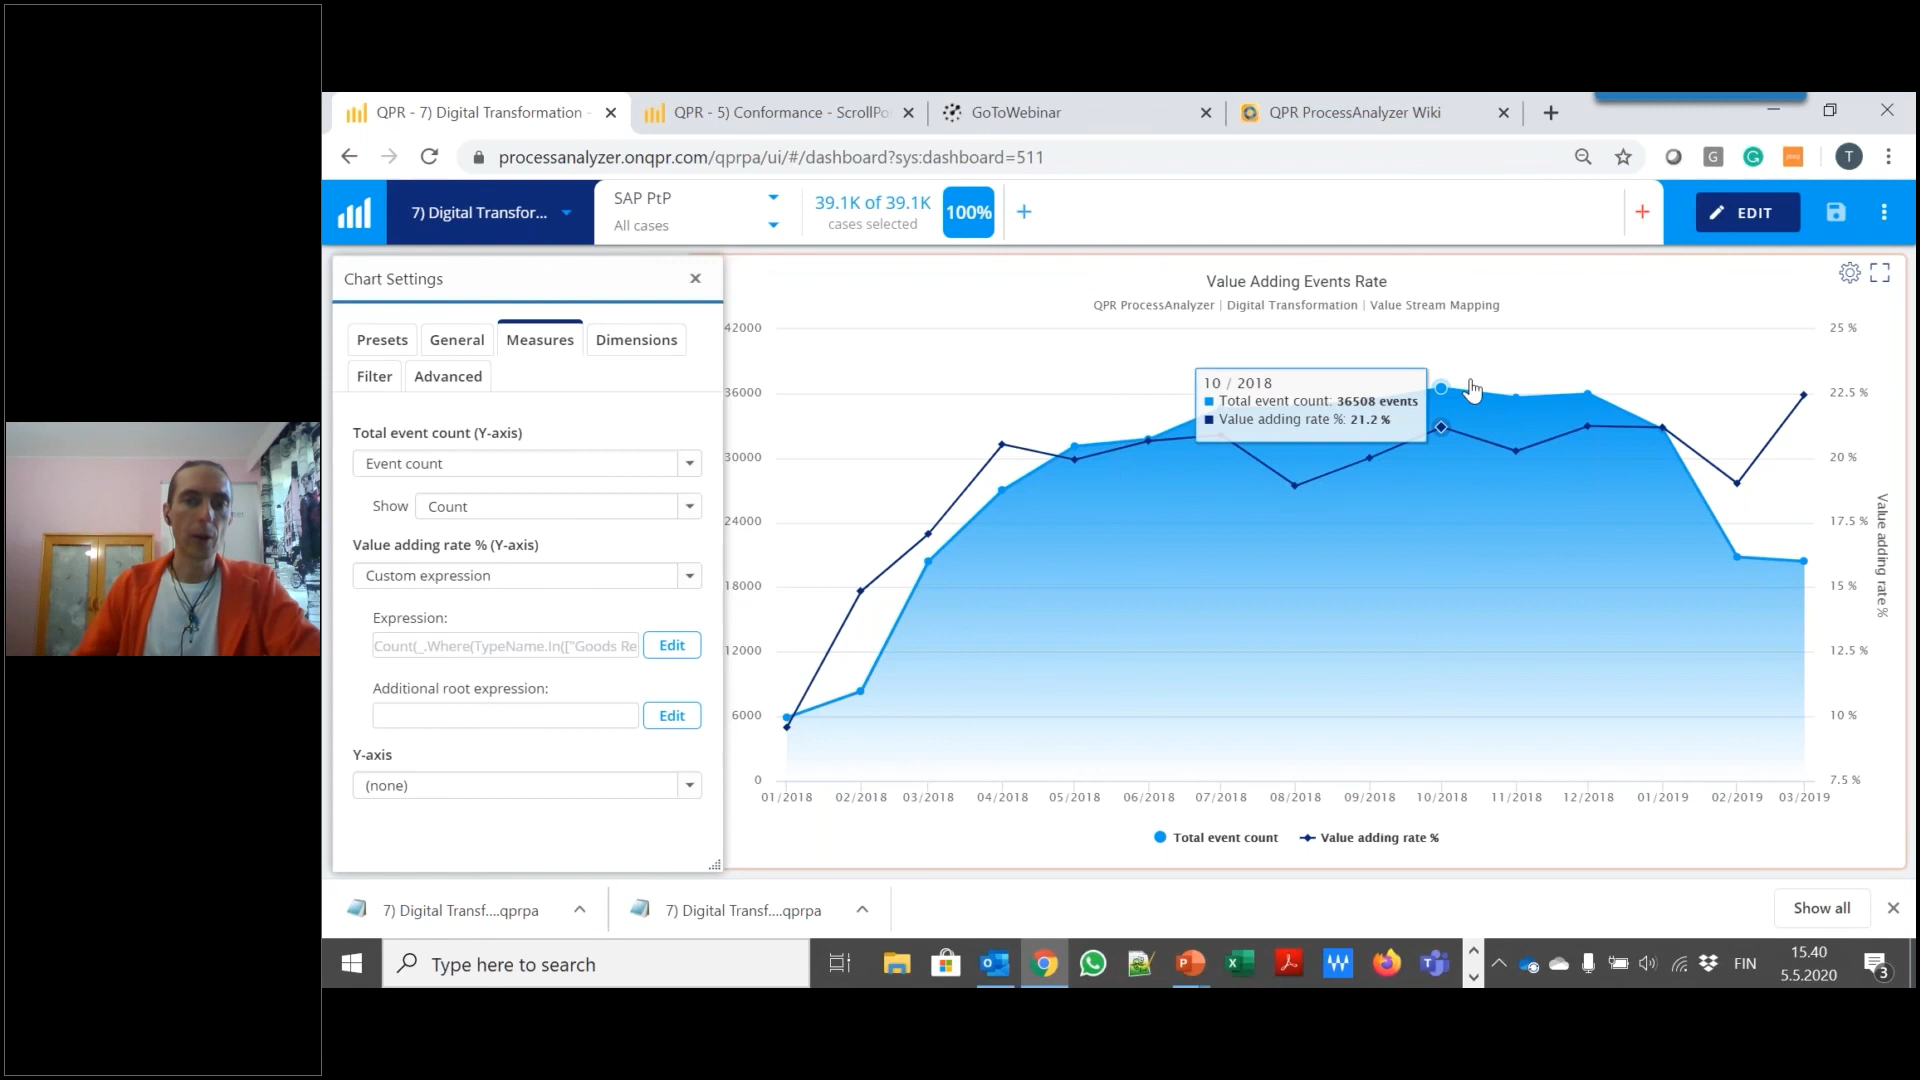 QPR - 7) Digital Transformation -
QPR - 5) Conformance - ScrollPo
GoToWebinar
QPR ProcessAnalyzer Wiki
processanalyzer.onqpr.com/qprpa/ui/#/dashboard?sys:dashboard=511
G
T
7) Digital Transfor...
SAP PtP
All cases
39.1K of 39.1K
cases selected
100%
EDIT
Chart Settings
Presets
General
Measures
Dimensions
Filter
Advanced
Total event count (Y-axis)
Event count
Show
Count
Value adding rate % (Y-axis)
Custom expression
Expression:
Count(_.Where(TypeName.In(["Goods Re
Edit
Additional root expression:
Edit
Y-axis
(none)
Value Adding Events Rate
QPR ProcessAnalyzer | Digital Transformation | Value Stream Mapping
42000
36000
30000
24000
18000
12000
6000
0
25 %
22.5 %
20 %
17.5 %
15 %
12.5 %
10 %
7.5 %
Value adding rate %
10 / 2018
Total event count: 36508 events
Value adding rate %: 21.2 %
01/2018
02/2018
03/2018
04/2018
05/2018
06/2018
07/2018
08/2018
09/2018
10/2018
11/2018
12/2018
01/2019
02/2019
03/2019
Total event count
Value adding rate %
7) Digital Transf....qprpa
7) Digital Transf....qprpa
Show all
Type here to search
FIN
15.40
5.5.2020
3